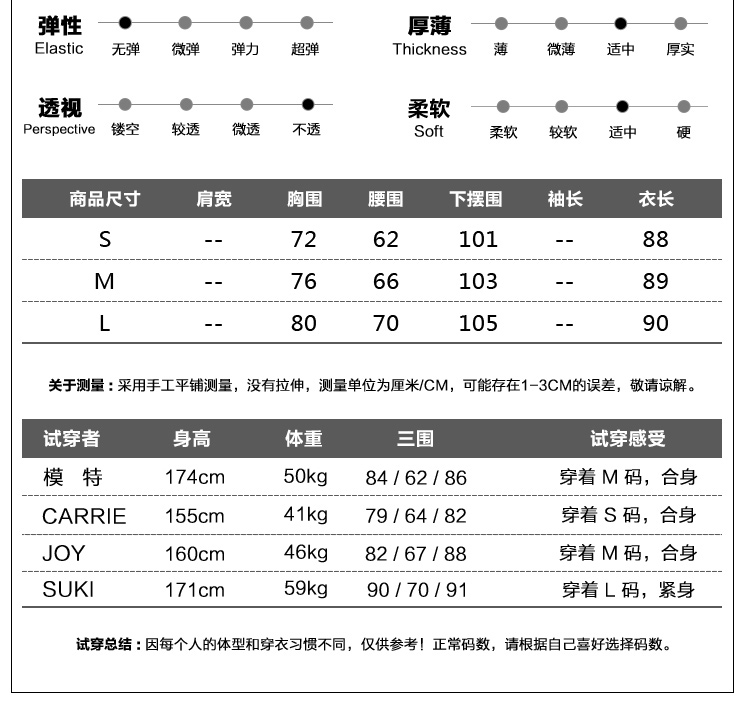 弹性 厚薄
Elastic 无弹 微弹 弹力 超弹 Thickness 薄 微薄 适中 厚实
透视 柔软
Perspective 镂空 较透 微透 不透 Soft 柔软 较软 适中 硬
商品尺寸 肩宽 胸围 腰围 下摆围 袖长 衣长
S -- 72 62 101 -- 88
M -- 76 66 103 -- 89
L -- 80 70 105 -- 90
关于测量：采用手工平铺测量，没有拉伸，测量单位为厘米/CM，可能存在1-3CM的误差，敬请谅解。
试穿者 身高 体重 三围 试穿感受
模 特 174cm 50kg 84 / 62 / 86 穿着 M 码，合身
CARRIE 155cm 41kg 79 / 64 / 82 穿着 S 码，合身
JOY 160cm 46kg 82 / 67 / 88 穿着 M 码，合身
SUKI 171cm 59kg 90 / 70 / 91 穿着 L 码，紧身
试穿总结：因每个人的体型和穿衣习惯不同，仅供参考！正常码数，请根据自己喜好选择码数。